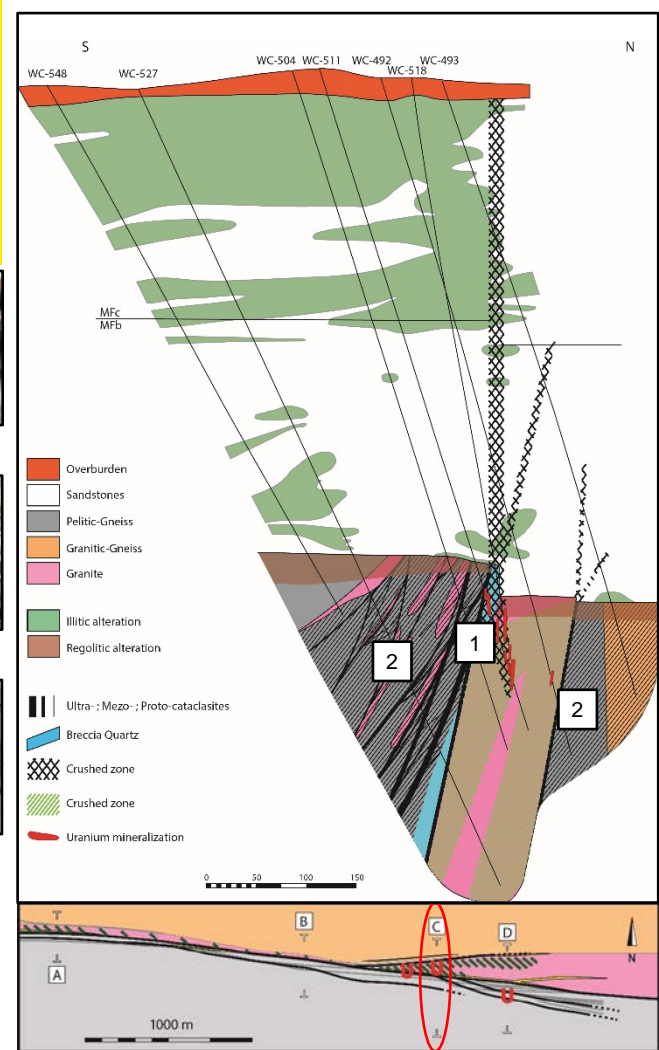 S
N
WC-548
WC-527
WC-504
WC-511
WC-492
WC-518
WC-493
MFc
MFb
Overburden
Sandstones
Pelitic-Gneiss
Granitic-Gneiss
Granite
Illitic alteration
Regolitic alteration
Ultra- ; Mezo- ; Proto-cataclasites
Breccia Quartz
Crushed zone
Crushed zone
Uranium mineralization
1
2
2
0 50 100 150
A
B
C
D
N
1000 m